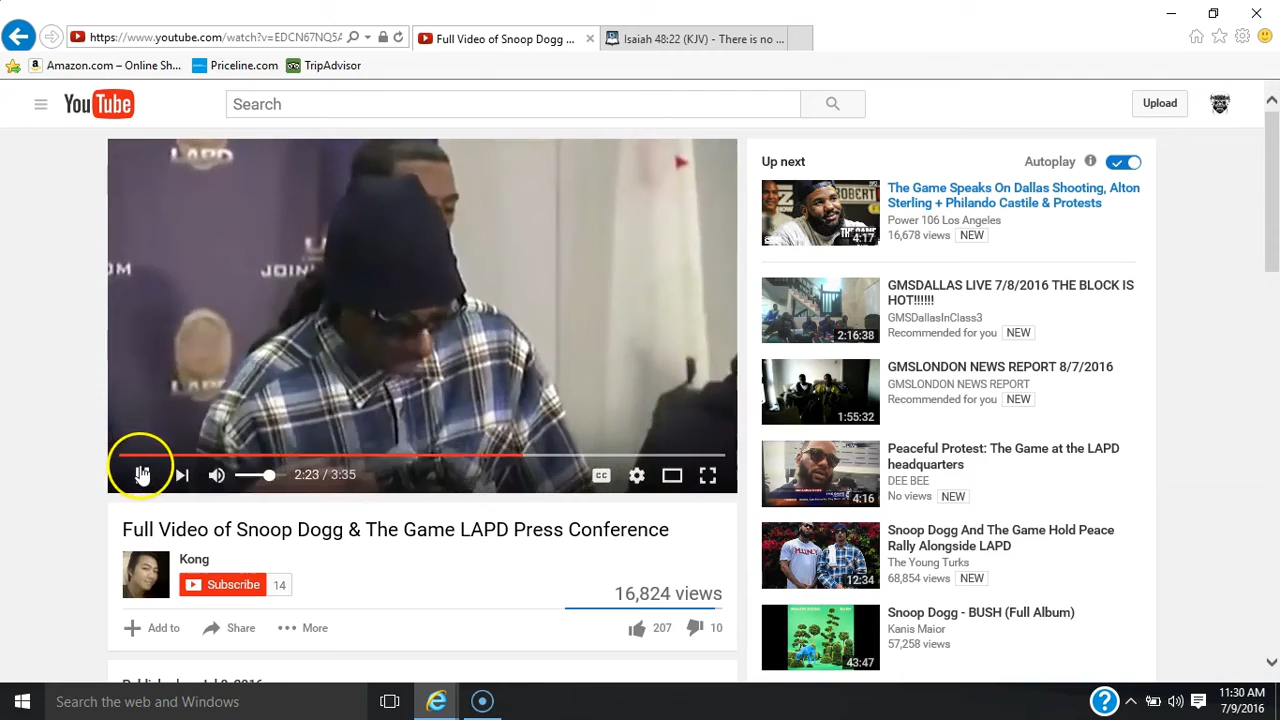 https://www.youtube.com/watch?v=EDCN67NQ5A
Full Video of Snoop Dogg ...
Isaiah 48:22 (KJV) - There is no ...
Amazon.com – Online Sh...
Priceline.com
TripAdvisor
YouTube
Search
Upload
LAPD
.COM
JOIN
LAPD
2:23 / 3:35
CC
Full Video of Snoop Dogg & The Game LAPD Press Conference
Kong
Subscribe 14
16,824 views
Add to
Share
More
207
10
Up next
Autoplay
The Game Speaks On Dallas Shooting, Alton
Sterling + Philando Castile & Protests
Power 106 Los Angeles
16,678 views NEW
4:17
GMSDALLAS LIVE 7/8/2016 THE BLOCK IS
HOT!!!!!!
GMSDallasInClass3
Recommended for you NEW
2:16:38
GMSLONDON NEWS REPORT 8/7/2016
GMSLONDON NEWS REPORT
Recommended for you NEW
1:55:32
Peaceful Protest: The Game at the LAPD
headquarters
DEE BEE
No views NEW
4:16
Snoop Dogg And The Game Hold Peace
Rally Alongside LAPD
The Young Turks
68,854 views NEW
12:34
Snoop Dogg - BUSH (Full Album)
Kanis Maior
57,258 views
43:47
Search the web and Windows
11:30 AM
7/9/2016